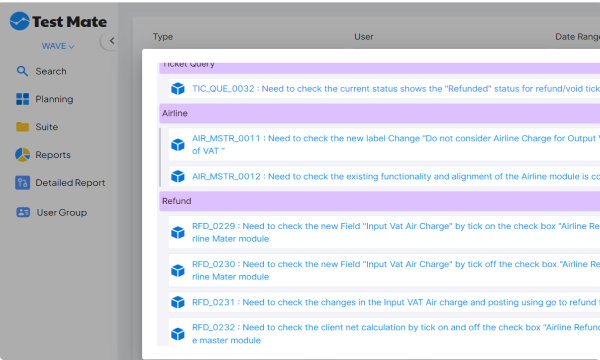 Test Mate
WAVE
Search
Planning
Suite
Reports
Detailed Report
User Group
Type
User
Date Range
Ticket Query
TIC_QUE_0032 : Need to check the current status shows the "Refunded" status for refund/void tick
Airline
AIR_MSTR_0011 : Need to check the new label Change "Do not consider Airline Charge for Output V
of VAT "
AIR_MSTR_0012 : Need to check the existing functionality and alignment of the Airline module is co
Refund
RFD_0229 : Need to check the new Field "Input Vat Air Charge" by tick on the check box "Airline Re
rline Mater module
RFD_0230 : Need to check the new Field "Input Vat Air Charge" by tick off the check box "Airline Re
rline Mater module
RFD_0231 : Need to check the changes in the Input VAT Air charge and posting using go to refund
RFD_0232 : Need to check the client net calculation by tick on and off the check box "Airline Refun
e master module